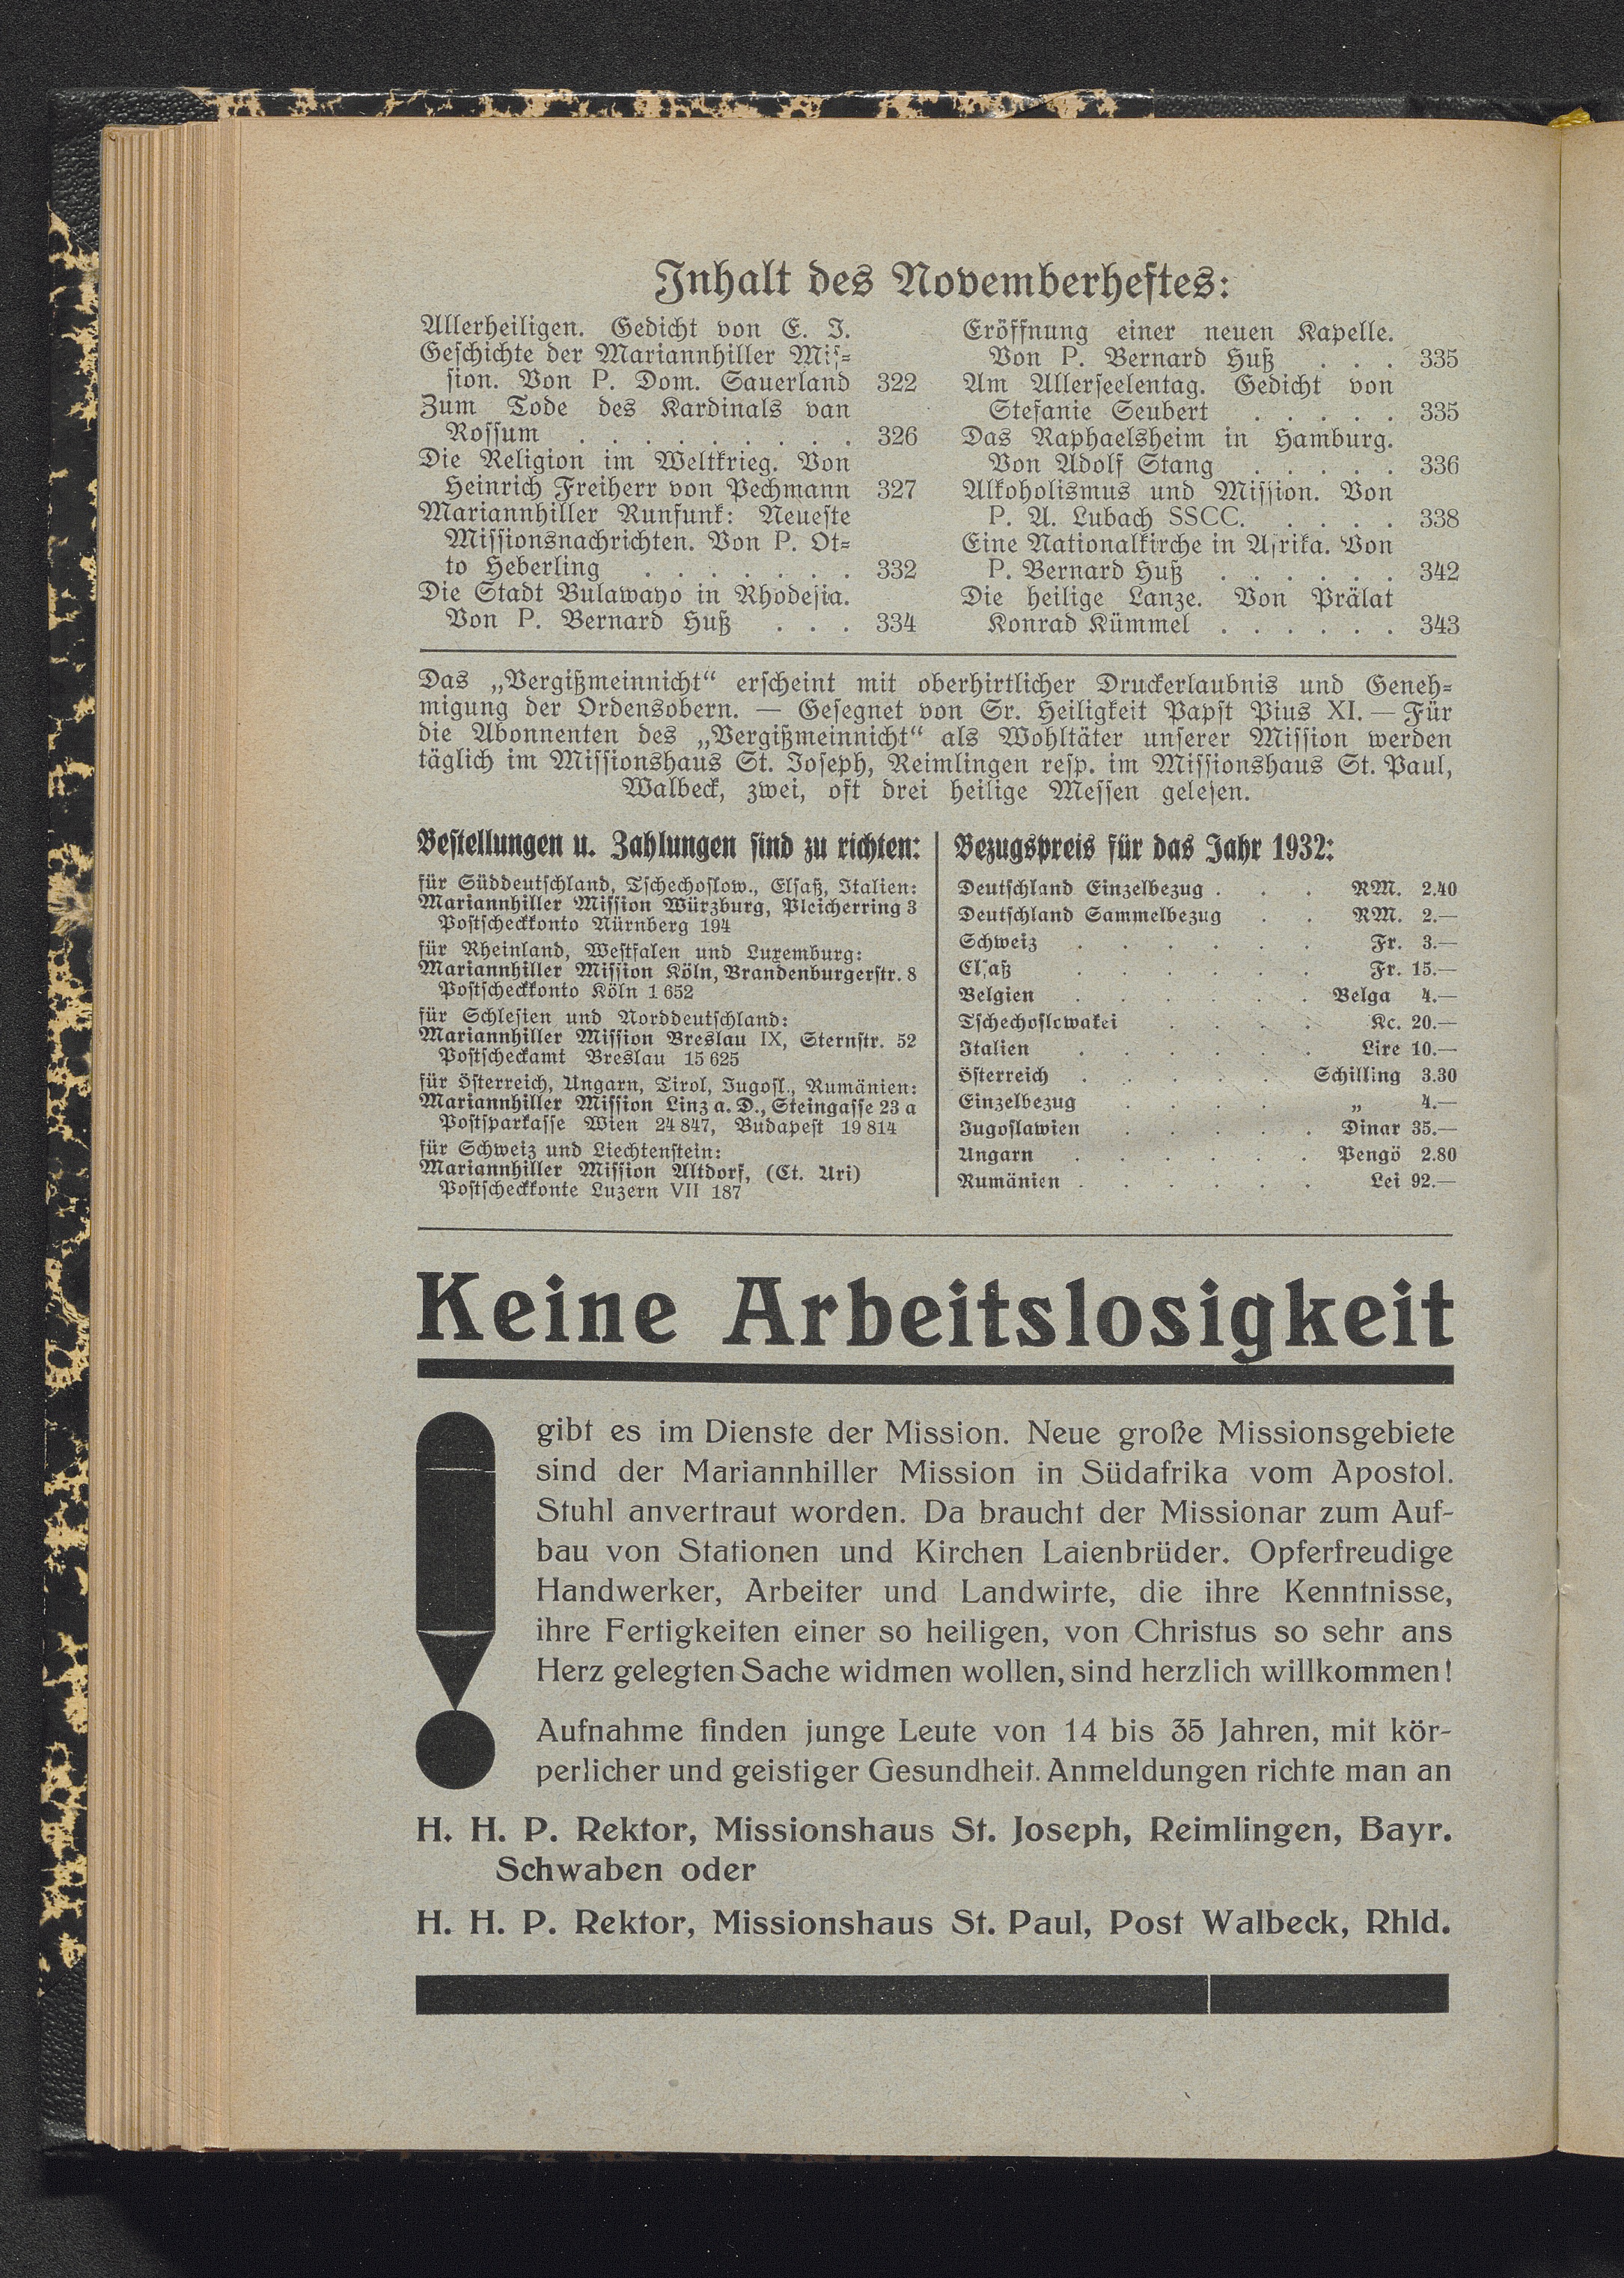 Inhalt des Novemberheftes:
Allerheiligen. Gedicht von E. I.
Geschichte der Mariannhiller Mis-
sion. Von P. Dom. Sauerland 322
Zum Tode des Kardinals van
Rossum . . . . . . . . . 326
Die Religion im Weltkrieg. Von
Heinrich Freiherr von Pechmann 327
Mariannhiller Runfunk: Neueste
Missionsnachrichten. Von P. Ot-
to Heberling . . . . . . . 332
Die Stadt Bulawayo in Rhodesia.
Von P. Bernard Huß . . . 334
Eröffnung einer neuen Kapelle.
Von P. Bernard Huß . . . 335
Am Allerseelentag. Gedicht von
Stefanie Seubert . . . . . 335
Das Raphaelsheim in Hamburg.
Von Adolf Stang . . . . . 336
Alkoholismus und Mission. Von
P. A. Lubach SSCC. . . . . 338
Eine Nationalkirche in Afrika. Von
P. Bernard Huß . . . . . . 342
Die heilige Lanze. Von Prälat
Konrad Kümmel . . . . . . 343
Das „Vergißmeinnicht“ erscheint mit oberhirtlicher Druckerlaubnis und Geneh-
migung der Ordensobern. — Gesegnet von Sr. Heiligkeit Papst Pius XI. — Für
die Abonnenten des „Vergißmeinnicht“ als Wohltäter unserer Mission werden
täglich im Missionshaus St. Joseph, Reimlingen resp. im Missionshaus St. Paul,
Walbeck, zwei, oft drei heilige Messen gelesen.
Bestellungen u. Zahlungen sind zu richten:
für Süddeutschland, Tschechoslow., Elsaß, Italien:
Mariannhiller Mission Würzburg, Pleicherring 3
Postscheckkonto Nürnberg 194
für Rheinland, Westfalen und Luxemburg:
Mariannhiller Mission Köln, Brandenburgerstr. 8
Postscheckkonto Köln 1 652
für Schlesien und Norddeutschland:
Mariannhiller Mission Breslau IX, Sternstr. 52
Postscheckamt Breslau 15 625
für Österreich, Ungarn, Tirol, Jugosl., Rumänien:
Mariannhiller Mission Linz a. D., Steingasse 23 a
Postsparkasse Wien 24 847, Budapest 19 814
für Schweiz und Liechtenstein:
Mariannhiller Mission Altdorf, (Ct. Uri)
Postscheckkonte Luzern VII 187
Bezugspreis für das Jahr 1932:
Deutschland Einzelbezug . . . RM. 2.40
Deutschland Sammelbezug . . RM. 2.—
Schweiz . . . . . . Fr. 3.—
Elsaß . . . . . . Fr. 15.—
Belgien . . . . . . Belga 4.—
Tschechoslowakei . . . . Kc. 20.—
Italien . . . . . . Lire 10.—
Österreich . . . . . Schilling 3.30
Einzelbezug . . . . „ 4.—
Jugoslawien . . . . . Dinar 35.—
Ungarn . . . . . . Pengö 2.80
Rumänien . . . . . . Lei 92.—
Keine Arbeitslosigkeit
gibt es im Dienste der Mission. Neue große Missionsgebiete
sind der Mariannhiller Mission in Südafrika vom Apostol.
Stuhl anvertraut worden. Da braucht der Missionar zum Auf-
bau von Stationen und Kirchen Laienbrüder. Opferfreudige
Handwerker, Arbeiter und Landwirte, die ihre Kenntnisse,
ihre Fertigkeiten einer so heiligen, von Christus so sehr ans
Herz gelegten Sache widmen wollen, sind herzlich willkommen!
Aufnahme finden junge Leute von 14 bis 35 Jahren, mit kör-
perlicher und geistiger Gesundheit. Anmeldungen richte man an
H. H. P. Rektor, Missionshaus St. Joseph, Reimlingen, Bayr.
Schwaben oder
H. H. P. Rektor, Missionshaus St. Paul, Post Walbeck, Rhld.